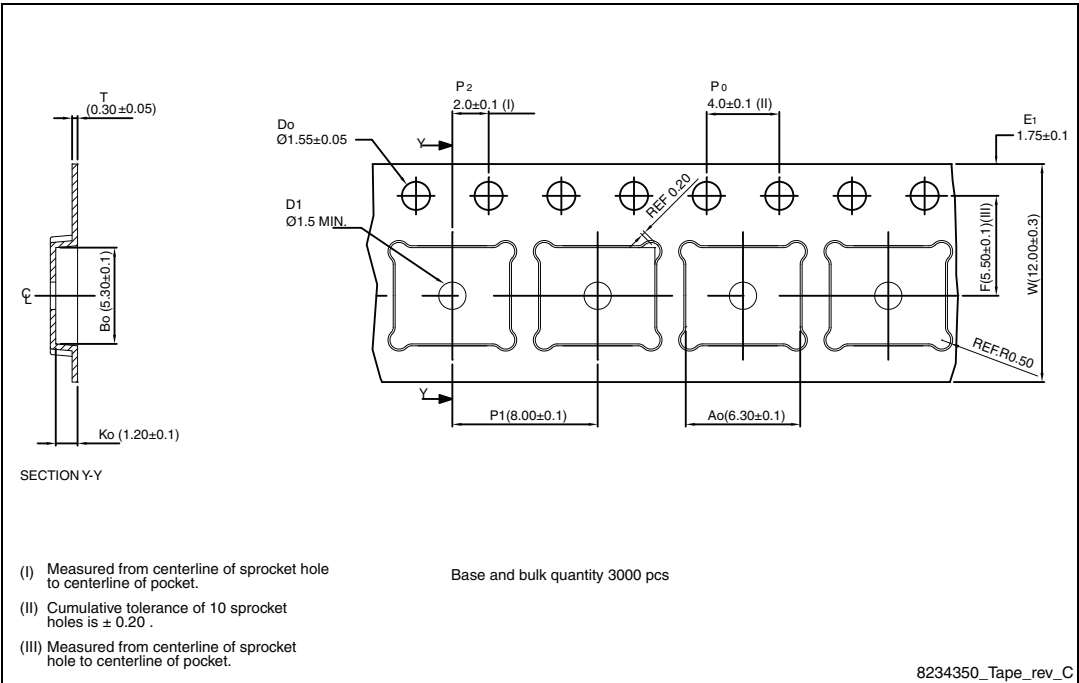 T
(0.30 ±0.05)
P2
2.0±0.1 (I)
P0
4.0±0.1 (II)
E1
1.75±0.1
Do
Ø1.55±0.05
Y
D1
Ø1.5 MIN.
REF 0.20
F(5.50±0.1)(III)
W(12.00±0.3)
CL
Bo (5.30±0.1)
REF.R0.50
Y
P1(8.00±0.1)
Ao(6.30±0.1)
Ko (1.20±0.1)
SECTION Y-Y
(I) Measured from centerline of sprocket hole
to centerline of pocket.
Base and bulk quantity 3000 pcs
(II) Cumulative tolerance of 10 sprocket
holes is ± 0.20 .
(III) Measured from centerline of sprocket
hole to centerline of pocket.
8234350_Tape_rev_C